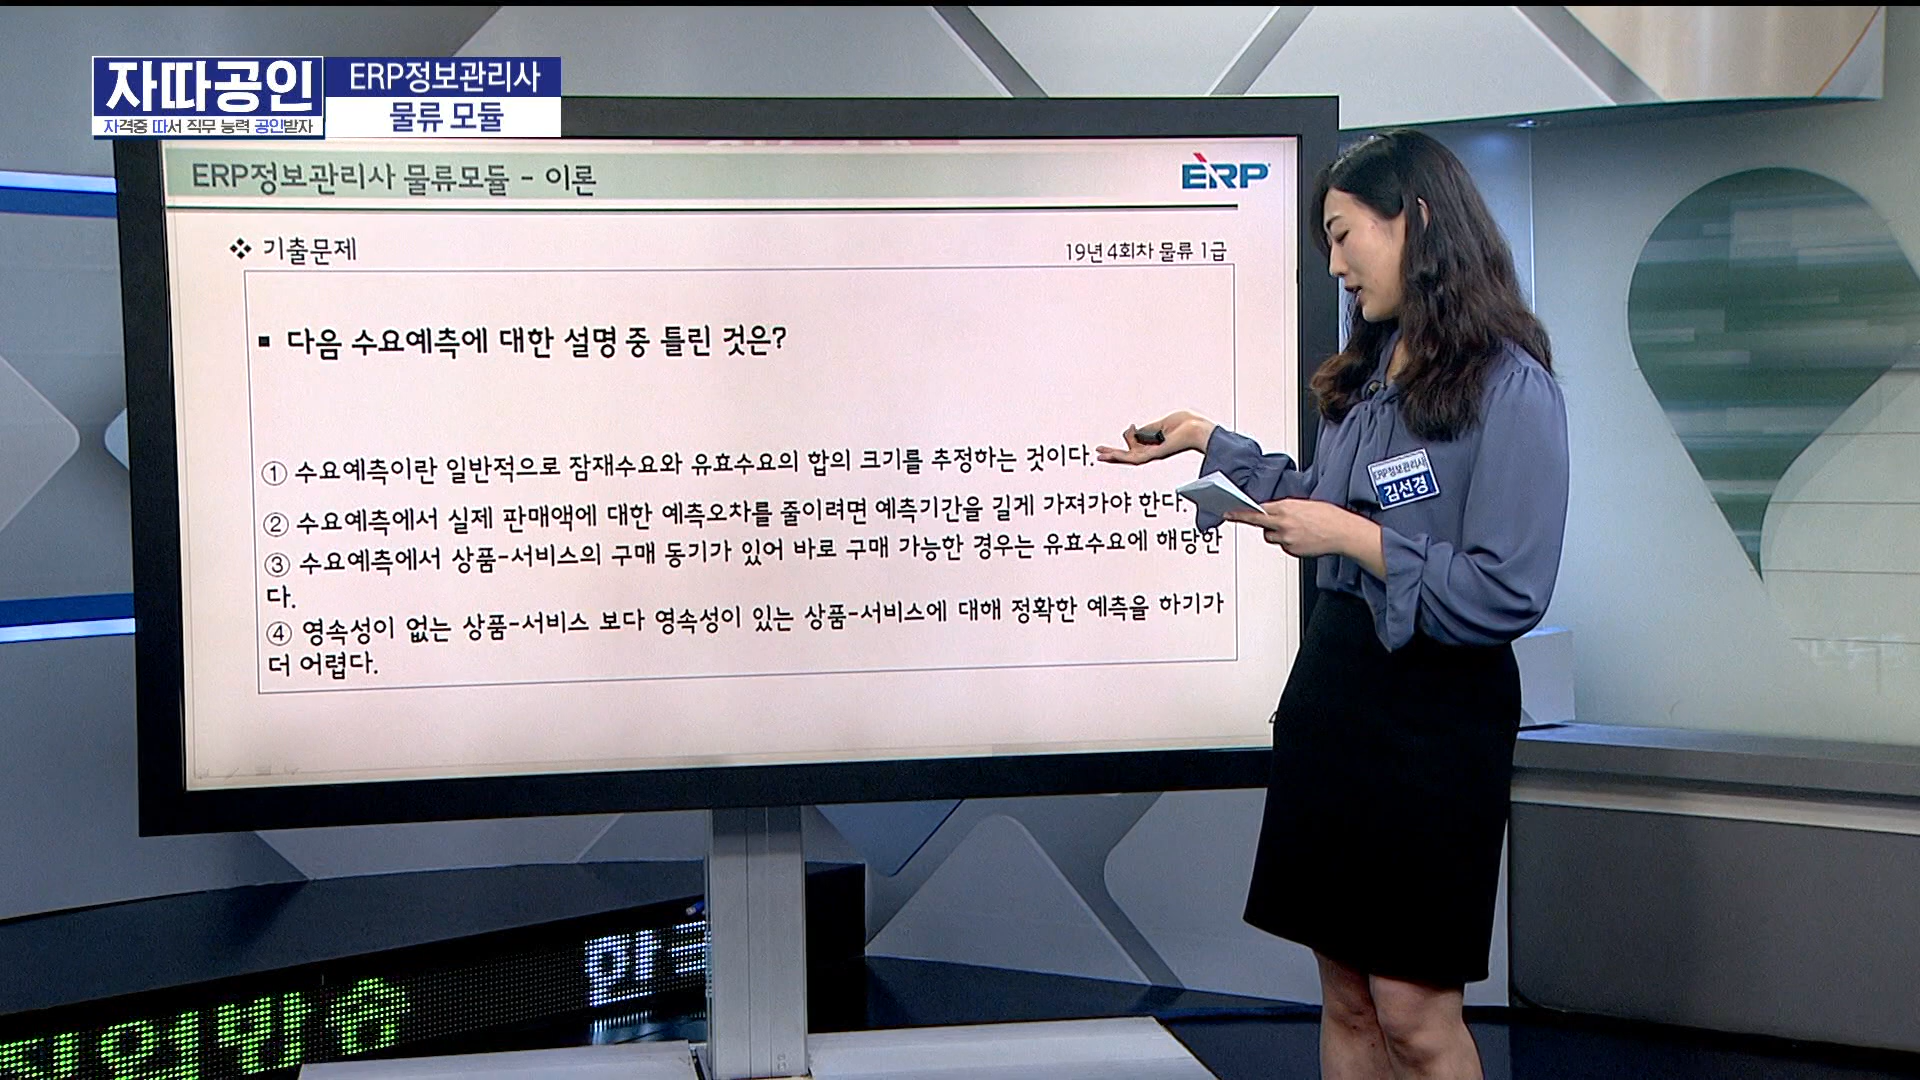 자따공인
자격증 따서 직무 능력 공인받자
ERP정보관리사
물류 모듈
ERP정보관리사 물류모듈 - 이론
ERP
❖ 기출문제
19년 4회차 물류 1급
▪ 다음 수요예측에 대한 설명 중 틀린 것은?
① 수요예측이란 일반적으로 잠재수요와 유효수요의 합의 크기를 추정하는 것이다.
② 수요예측에서 실제 판매액에 대한 예측오차를 줄이려면 예측기간을 길게 가져가야 한다.
③ 수요예측에서 상품-서비스의 구매 동기가 있어 바로 구매 가능한 경우는 유효수요에 해당한
다.
④ 영속성이 없는 상품-서비스 보다 영속성이 있는 상품-서비스에 대해 정확한 예측을 하기가
더 어렵다.
ERP정보관리사
김선경
직업방송